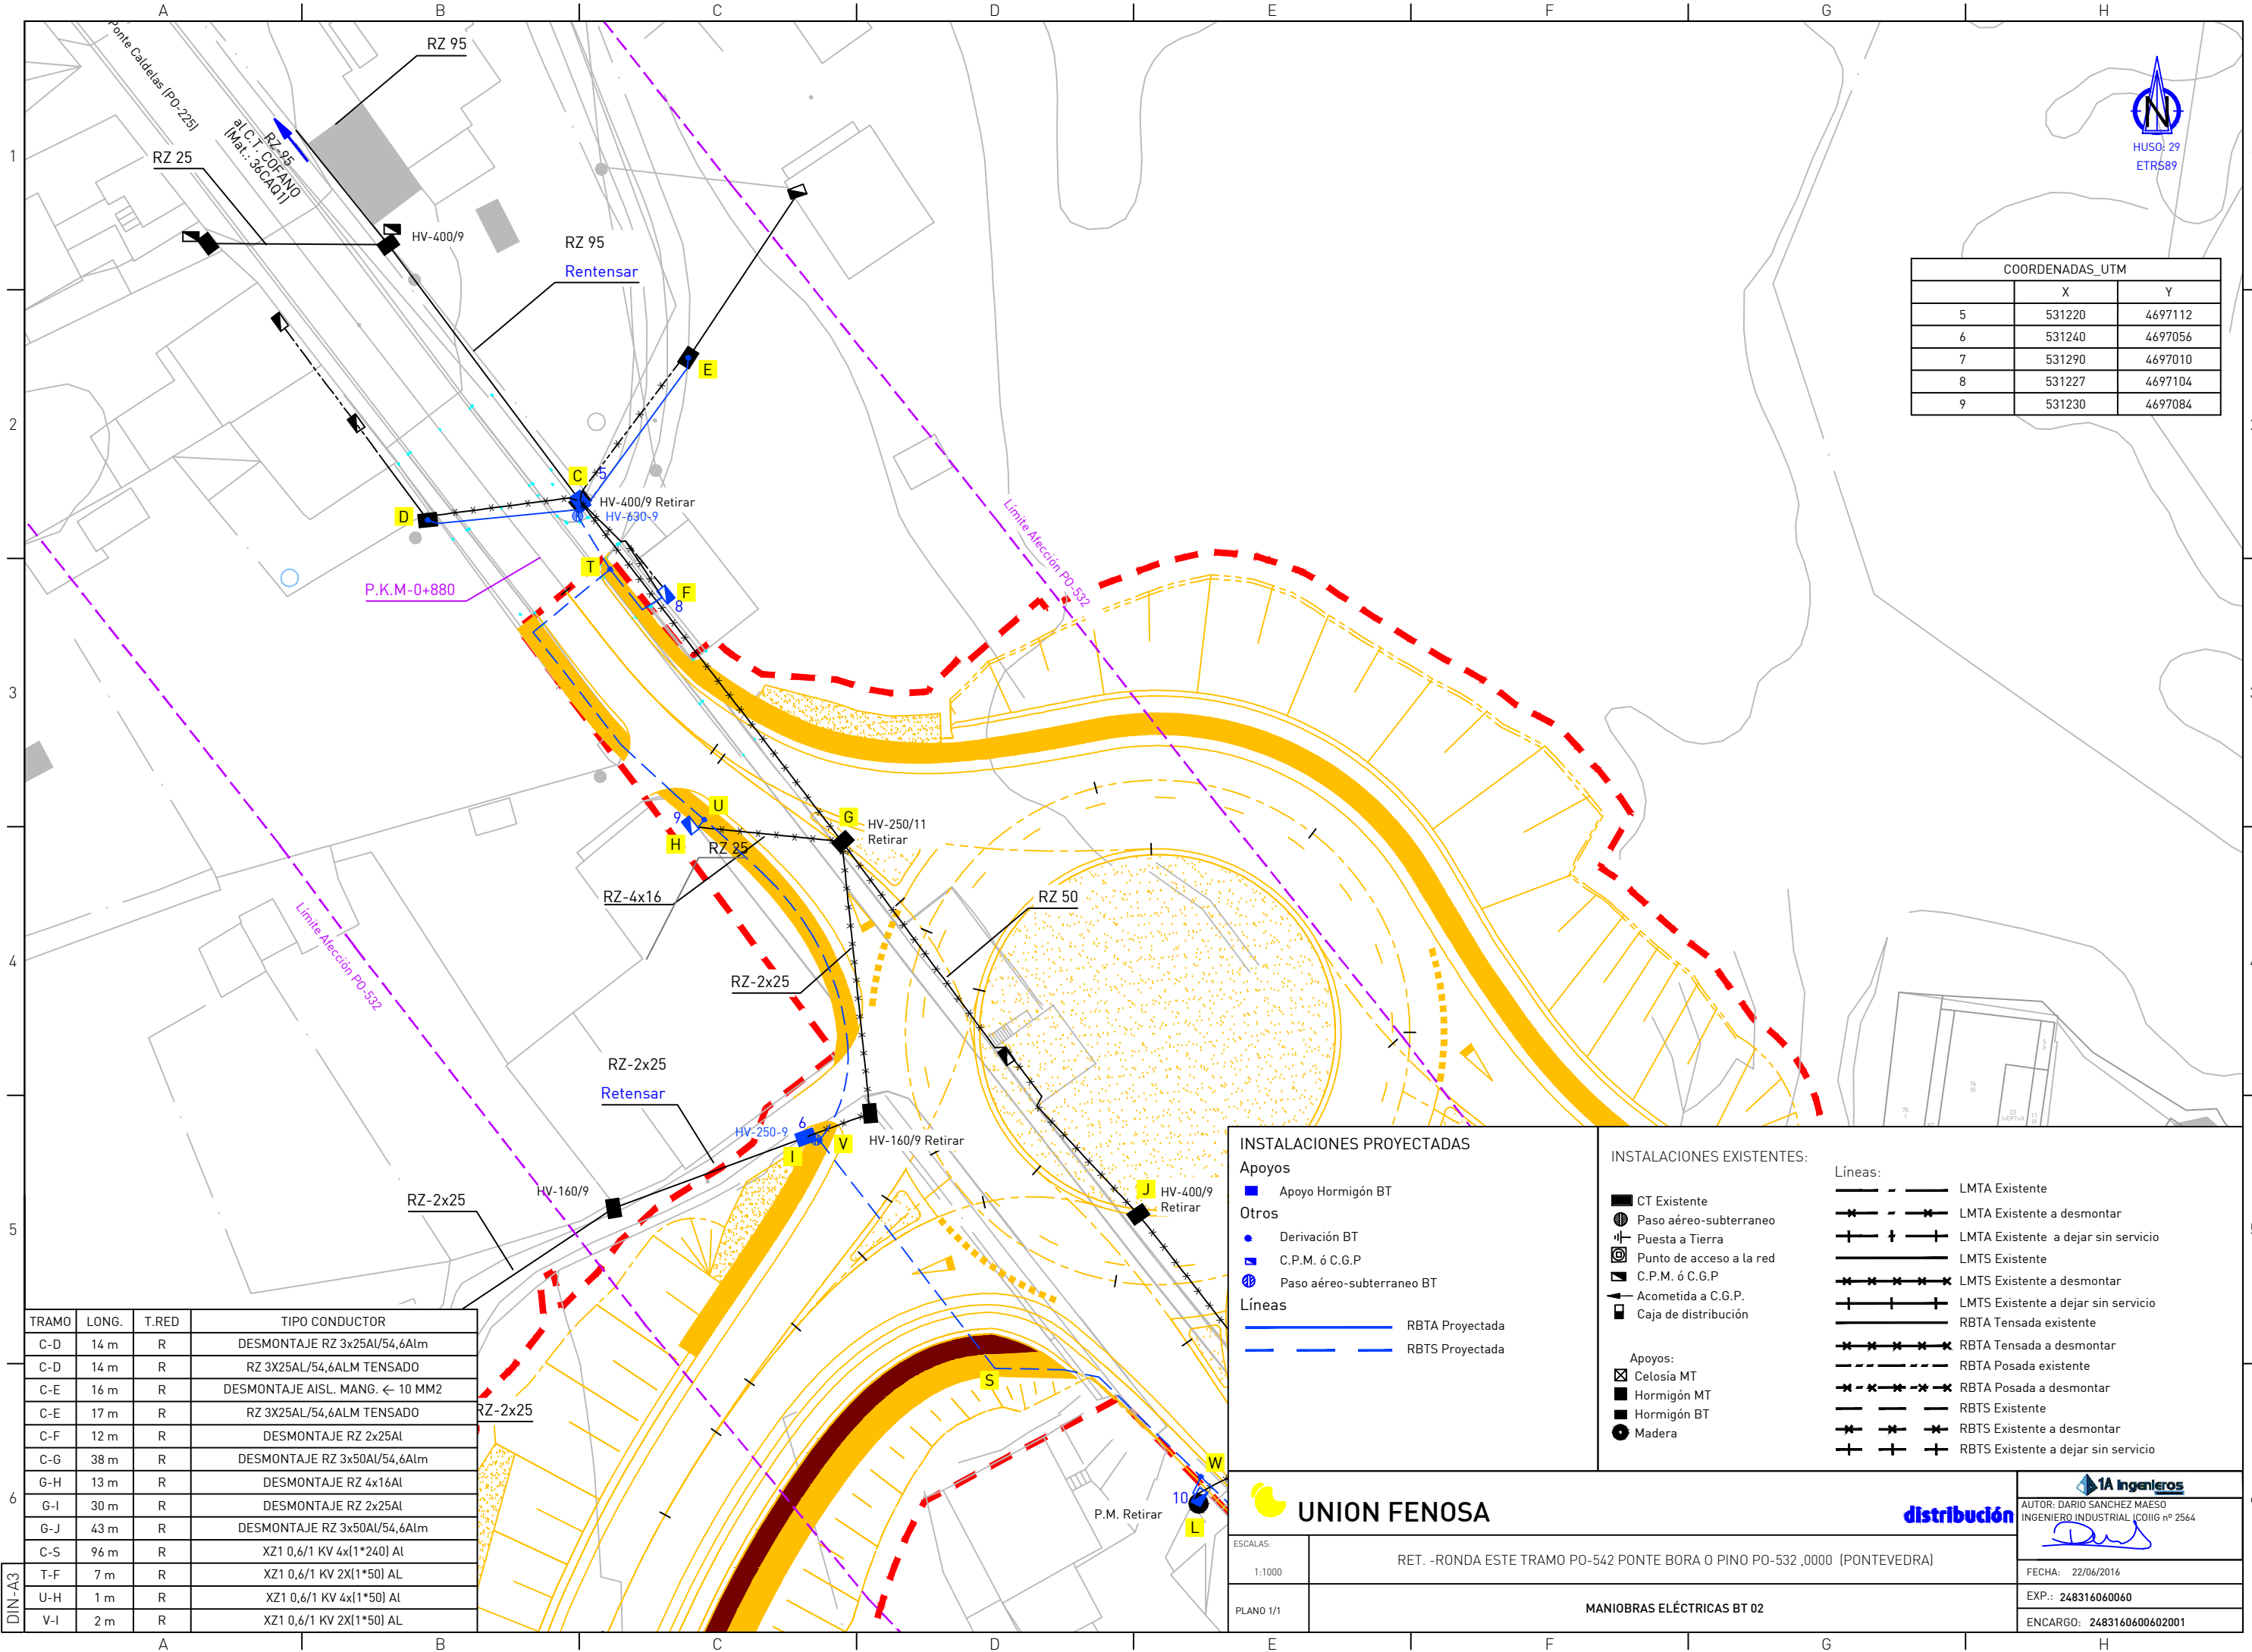 A B C D E F G H
1
2
3
4
5
6
Ponte Caldelas (PO-225)
RZ 95
RZ 25
RZ-95
al C.T. COFANO
(Mat.: 36CAQ1)
HV-400/9
RZ 95
Rentensar
E
C
5
HV-400/9 Retirar
HV-630-9
D
T
F
8
P.K.M-0+880
Límite Afección PO-532
Límite Afección PO-532
U
9
H
G
HV-250/11
Retirar
RZ 25
RZ-4x16
RZ 50
RZ-2x25
RZ-2x25
Retensar
6
HV-250-9
V
I
HV-160/9 Retirar
HV-160/9
RZ-2x25
J
HV-400/9
Retirar
S
RZ-2x25
W
10
P.M. Retirar
L
N
HUSO: 29
ETRS89
COORDENADAS_UTM
X Y
5 531220 4697112
6 531240 4697056
7 531290 4697010
8 531227 4697104
9 531230 4697084
TRAMO LONG. T.RED TIPO CONDUCTOR
C-D 14 m R DESMONTAJE RZ 3x25Al/54,6Alm
C-D 14 m R RZ 3X25AL/54,6ALM TENSADO
C-E 16 m R DESMONTAJE AISL. MANG. <- 10 MM2
C-E 17 m R RZ 3X25AL/54,6ALM TENSADO
C-F 12 m R DESMONTAJE RZ 2x25Al
C-G 38 m R DESMONTAJE RZ 3x50Al/54,6Alm
G-H 13 m R DESMONTAJE RZ 4x16Al
G-I 30 m R DESMONTAJE RZ 2x25Al
G-J 43 m R DESMONTAJE RZ 3x50Al/54,6Alm
C-S 96 m R XZ1 0,6/1 KV 4x(1*240) Al
T-F 7 m R XZ1 0,6/1 KV 2X(1*50) AL
U-H 1 m R XZ1 0,6/1 KV 4x(1*50) Al
V-I 2 m R XZ1 0,6/1 KV 2X(1*50) AL
DIN-A3
INSTALACIONES PROYECTADAS
Apoyos
Apoyo Hormigón BT
Otros
Derivación BT
C.P.M. ó C.G.P
Paso aéreo-subterraneo BT
Líneas
RBTA Proyectada
RBTS Proyectada
INSTALACIONES EXISTENTES:
CT Existente
Paso aéreo-subterraneo
Puesta a Tierra
Punto de acceso a la red
C.P.M. ó C.G.P
Acometida a C.G.P.
Caja de distribución
Apoyos:
Celosía MT
Hormigón MT
Hormigón BT
Madera
Líneas:
LMTA Existente
LMTA Existente a desmontar
LMTA Existente a dejar sin servicio
LMTS Existente
LMTS Existente a desmontar
LMTS Existente a dejar sin servicio
RBTA Tensada existente
RBTA Tensada a desmontar
RBTA Posada existente
RBTA Posada a desmontar
RBTS Existente
RBTS Existente a desmontar
RBTS Existente a dejar sin servicio
UNION FENOSA
distribución
1A Ingenieros
AUTOR: DARIO SANCHEZ MAESO
INGENIERO INDUSTRIAL ICOIIG nº 2564
ESCALAS:
1:1000
RET. -RONDA ESTE TRAMO PO-542 PONTE BORA O PINO PO-532 ,0000 (PONTEVEDRA)
FECHA: 22/06/2016
PLANO 1/1
MANIOBRAS ELÉCTRICAS BT 02
EXP.: 248316060060
ENCARGO: 2483160600602001
A B C D E F G H